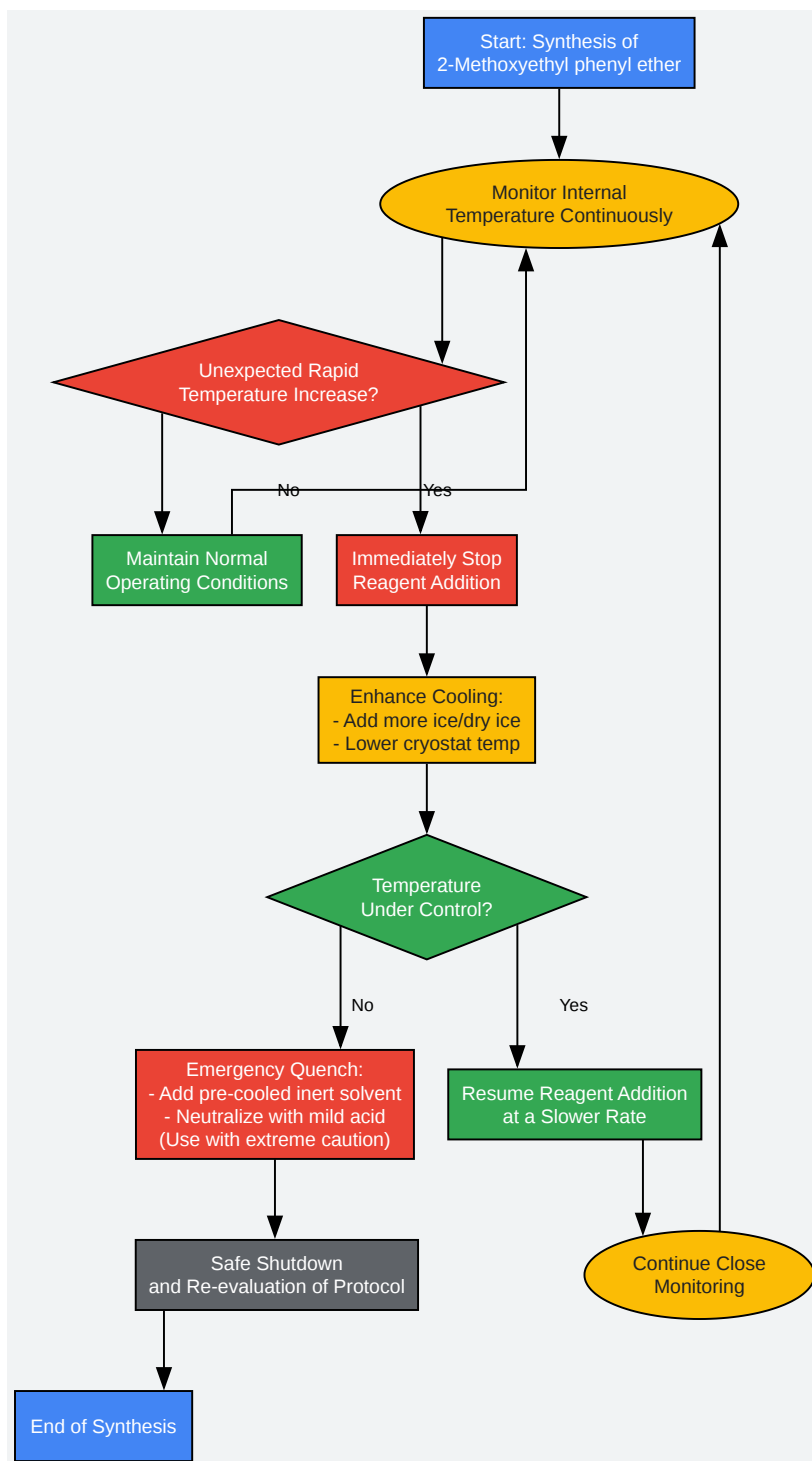 Start: Synthesis of
2-Methoxyethyl phenyl ether
Monitor Internal
Temperature Continuously
Unexpected Rapid
Temperature Increase?
No
Yes
Maintain Normal
Operating Conditions
Immediately Stop
Reagent Addition
Enhance Cooling:
- Add more ice/dry ice
- Lower cryostat temp
Temperature
Under Control?
No
Yes
Emergency Quench:
- Add pre-cooled inert solvent
- Neutralize with mild acid
(Use with extreme caution)
Resume Reagent Addition
at a Slower Rate
Safe Shutdown
and Re-evaluation of Protocol
Continue Close
Monitoring
End of Synthesis